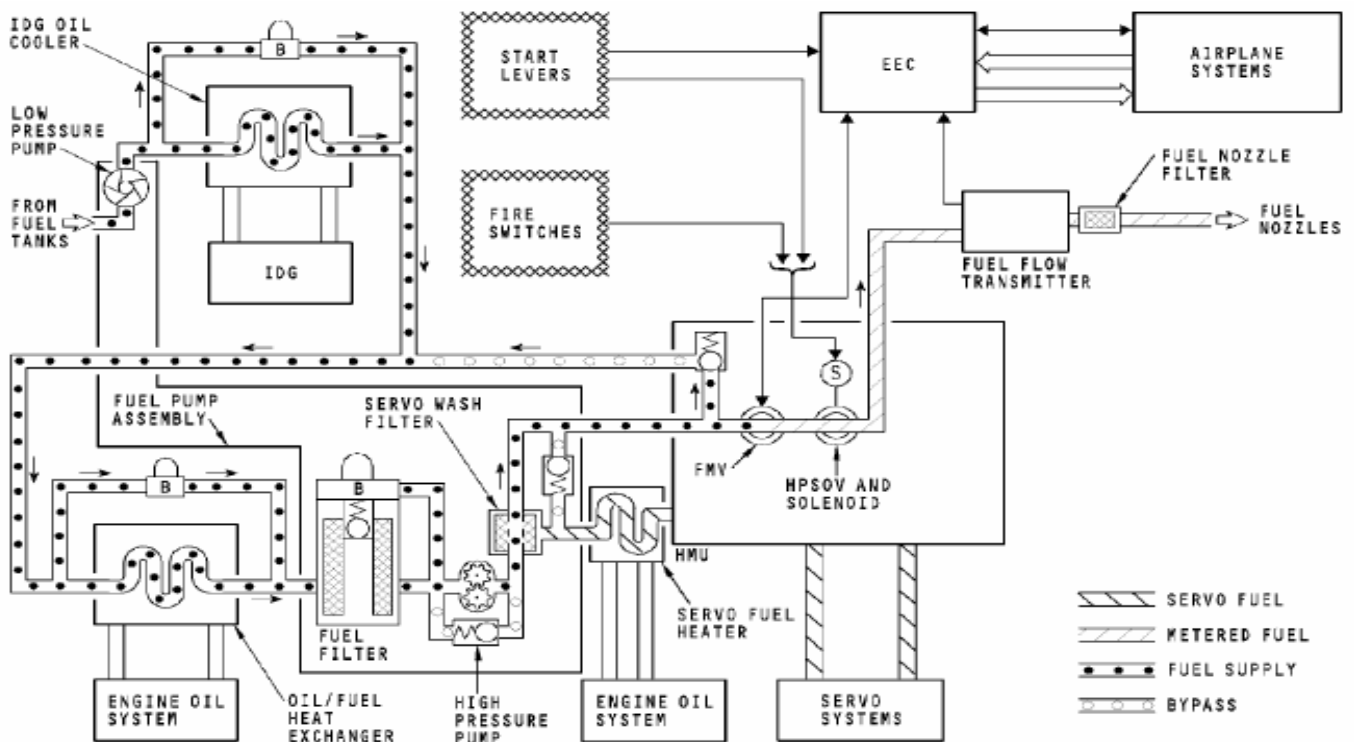 IDG OIL
COOLER
B
START
LEVERS
EEC
AIRPLANE
SYSTEMS
LOW
PRESSURE
PUMP
FUEL NOZZLE
FILTER
FROM
FUEL
TANKS
FIRE
SWITCHES
FUEL
NOZZLES
IDG
FUEL FLOW
TRANSMITTER
S
FUEL PUMP
ASSEMBLY
SERVO WASH
FILTER
FMV
HPSOV AND
SOLENOID
B
B
HMU
SERVO FUEL
HEATER
FUEL
FILTER
ENGINE OIL
SYSTEM
OIL/FUEL
HEAT
EXCHANGER
HIGH
PRESSURE
PUMP
ENGINE OIL
SYSTEM
SERVO
SYSTEMS
SERVO FUEL
METERED FUEL
FUEL SUPPLY
BYPASS